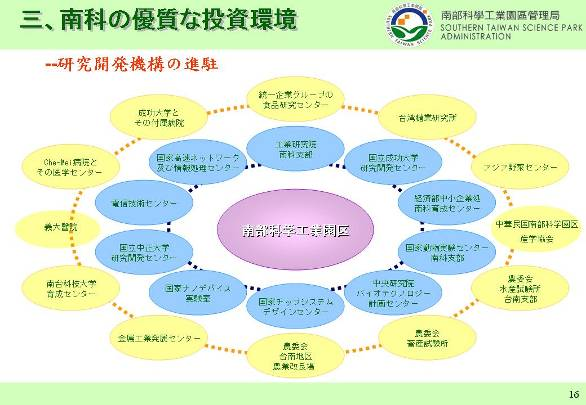 三、南科の優質な投資環境
南部科學工業園區管理局
SOUTHERN TAIWAN SCIENCE PARK
ADMINISTRATION
--研究開発機構の進駐
統一企業グループの
食品研究センター
成功大学と
その付属病院
台湾糖業研究所
工業研究院
南科支部
国家高速ネットワーク
及び情報処理センター
国立成功大学
研究開発センター
Che-Mei病院と
その医学センター
アジア野菜センター
電信技術センター
経済部中小企業処
南科育成センター
義大醫院
南部科学工業園区
中華民国南部科学園区
産学協会
国立中正大学
研究開発センター
国家動物実験センター
南科支部
南台科技大学
育成センター
国家ナノデバイス
実験室
国家チップシステム
デザインセンター
中央研究院
バイオテクノロジー
計画センター
農委会
水産試験所
台南支部
金属工業発展センター
農委会
台南地区
農業改良場
農委会
畜産試験所
16